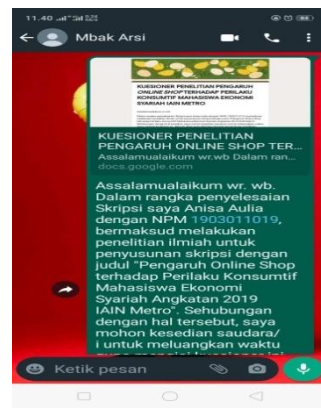 11.40
Mbak Arsi
KUESIONER PENELITIAN PENGARUH
ONLINE SHOP TERHADAP PERILAKU
KONSUMTIF MAHASISWA EKONOMI
SYARIAH IAIN METRO
KUESIONER PENELITIAN
PENGARUH ONLINE SHOP TER...
Assalamualaikum wr.wb Dalam ran...
docs.google.com
Assalamualaikum wr. wb.
Dalam rangka penyelesaian
Skripsi saya Anisa Aulia
dengan NPM 1903011019,
bermaksud melakukan
penelitian ilmiah untuk
penyusunan skripsi dengan
judul "Pengaruh Online Shop
terhadap Perilaku Konsumtif
Mahasiswa Ekonomi
Syariah Angkatan 2019
IAIN Metro". Sehubungan
dengan hal tersebut, saya
mohon kesedian saudara/
i untuk meluangkan waktu
Ketik pesan